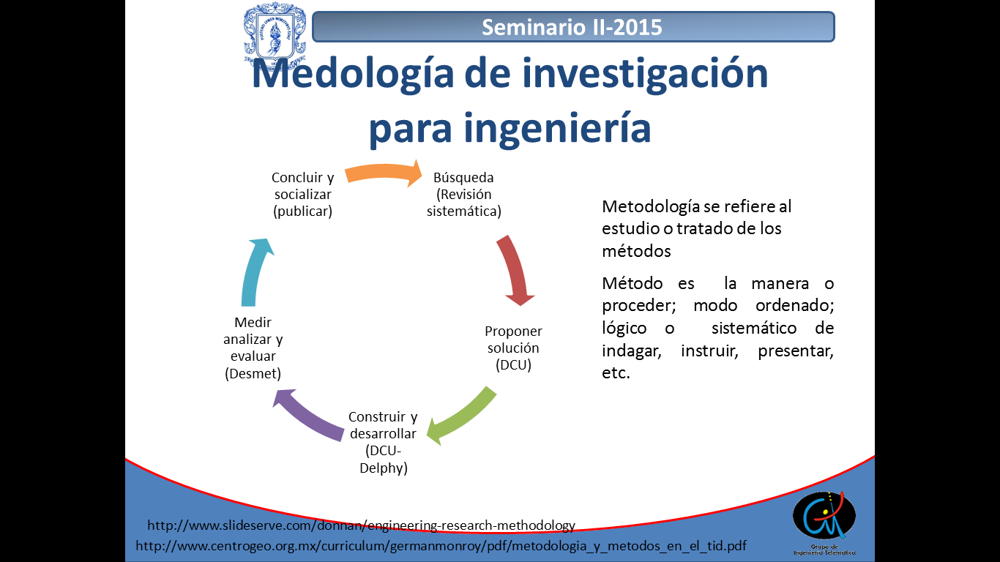 Seminario II-2015
Medología de investigación
para ingeniería
Concluir y
socializar
(publicar)
Búsqueda
(Revisión
sistemática)
Proponer
solución
(DCU)
Construir y
desarrollar
(DCU-
Delphy)
Medir
analizar y
evaluar
(Desmet)
Metodología se refiere al
estudio o tratado de los
métodos
Método es la manera o
proceder; modo ordenado;
lógico o sistemático de
indagar, instruir, presentar,
etc.
http://www.slideserve.com/donnan/engineering-research-methodology
http://www.centrogeo.org.mx/curriculum/germanmonroy/pdf/metodologia_y_metodos_en_el_tid.pdf
Grupo de
Ingeniería Telemática